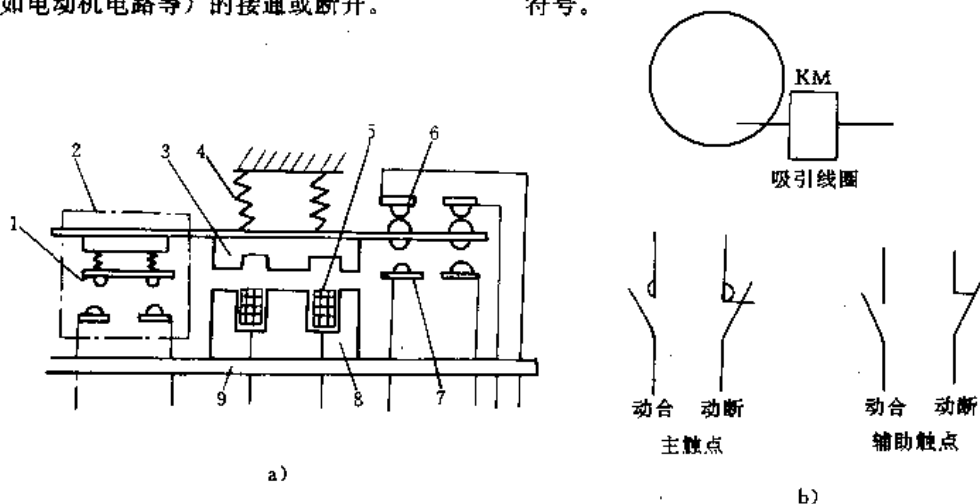 如电动机电路等）的接通或断开。
符号。
1
2
3
4
5
6
7
8
9
a）
KM
吸引线圈
动合 动断
主触点
动合 动断
辅助触点
b）